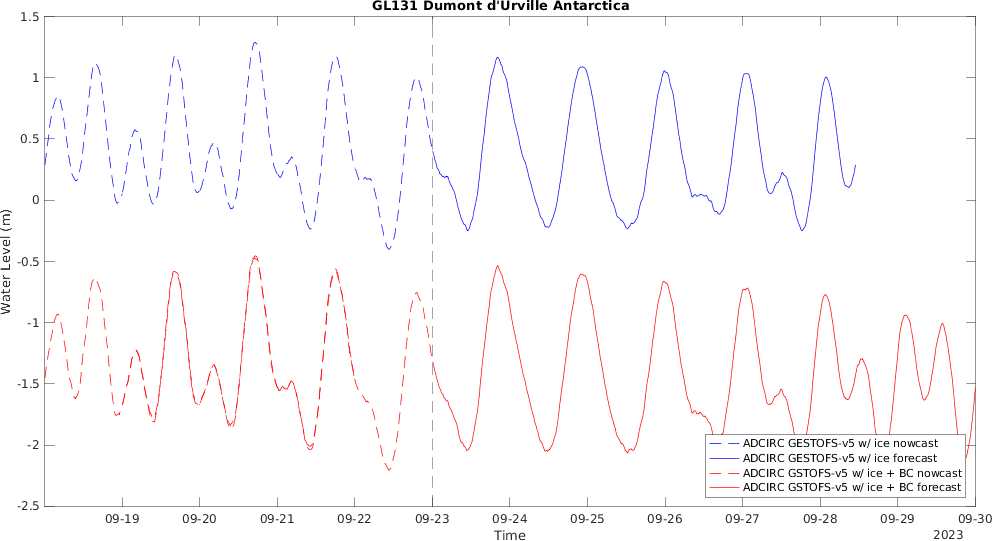 GL131 Dumont d'Urville Antarctica
1.5
1
0.5
0
-0.5
-1
-1.5
-2
-2.5
Water Level (m)
ADCIRC GESTOFS-v5 w/ ice nowcast
ADCIRC GESTOFS-v5 w/ ice forecast
ADCIRC GSTOFS-v5 w/ ice + BC nowcast
ADCIRC GSTOFS-v5 w/ ice + BC forecast
09-19 09-20 09-21 09-22 09-23 09-24 09-25 09-26 09-27 09-28 09-29 09-30
Time
2023